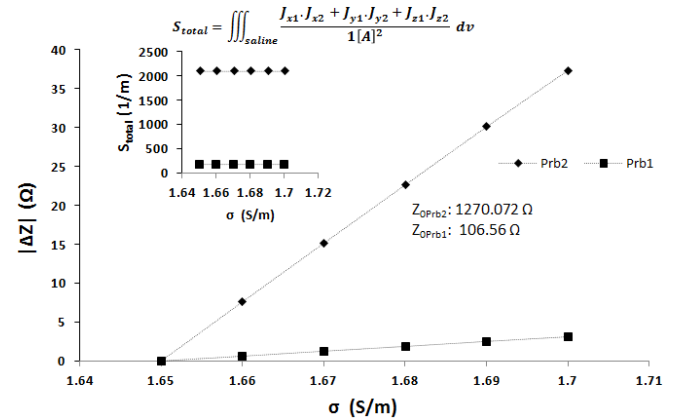 S_total = ∭_saline (J_x1·J_x2 + J_y1·J_y2 + J_z1·J_z2) / 1[A]² dv
40
35
30
25
20
15
10
5
0
|ΔZ| (Ω)
2500
2000
1500
1000
500
0
S_total (1/m)
1.64 1.66 1.68 1.7 1.72
σ (S/m)
Prb2 Prb1
Z_0Prb2: 1270.072 Ω
Z_0Prb1: 106.56 Ω
1.64 1.65 1.66 1.67 1.68 1.69 1.7 1.71
σ (S/m)